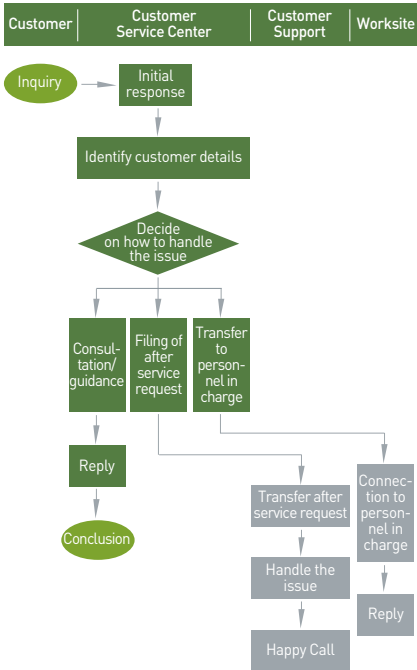 Customer
Customer
Service Center
Customer
Support
Worksite
Inquiry
Initial
response
Identify customer details
Decide
on how to handle
the issue
Consul-
tation/
guidance
Filing of
after
service
request
Transfer
to
person-
nel in
charge
Reply
Conclusion
Transfer after
service request
Handle the
issue
Happy Call
Connec-
tion to
person-
nel in
charge
Reply